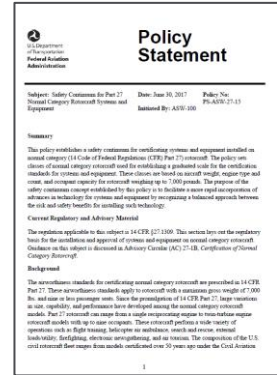 U.S. Department
of Transportation
Federal Aviation
Administration
Policy
Statement
Subject: Safety Continuum for Part 27
Normal Category Rotorcraft Systems and
Equipment
Date: June 30, 2017
Initiated By: ASW-100
Policy No:
PS-ASW-27-15
Summary
This policy establishes a safety continuum for certificating systems and equipment installed on
normal category (14 Code of Federal Regulations (CFR) Part 27) rotorcraft. The policy sets
classes of normal category rotorcraft used for establishing a graduated scale for the certification
standards for systems and equipment. These classes are based on aircraft weight, engine type and
count, and occupant capacity for rotorcraft weighing up to 7,000 pounds. The purpose of the
safety continuum concept established by this policy is to facilitate a more rapid incorporation of
advances in technology for systems and equipment by recognizing a balanced approach between
the risk and safety benefits for installing such technology.
Current Regulatory and Advisory Material
The regulation applicable to this subject is 14 CFR §27.1309. This section lays out the regulatory
basis for the installation and approval of systems and equipment on normal category rotorcraft.
Guidance on this subject is discussed in Advisory Circular (AC) 27-1B, Certification of Normal
Category Rotorcraft.
Background
The airworthiness standards for certificating normal category rotorcraft are prescribed in 14 CFR
Part 27. These airworthiness standards apply to rotorcraft with a maximum gross weight of 7,000
lbs. and nine or less passenger seats. Since the promulgation of 14 CFR Part 27, large variations
in size, capability, and performance have developed among the normal category rotorcraft
models. Part 27 rotorcraft can range from a single reciprocating engine to twin-turbine engine
rotorcraft models with up to nine occupants. These rotorcraft perform a wide variety of
operations such as flight training, helicopter air ambulance, search and rescue, external
loads/utility, firefighting, electronic newsgathering, and air tourism. The composition of the U.S.
civil rotorcraft fleet ranges from models certificated over 50 years ago under the Civil Aviation
1